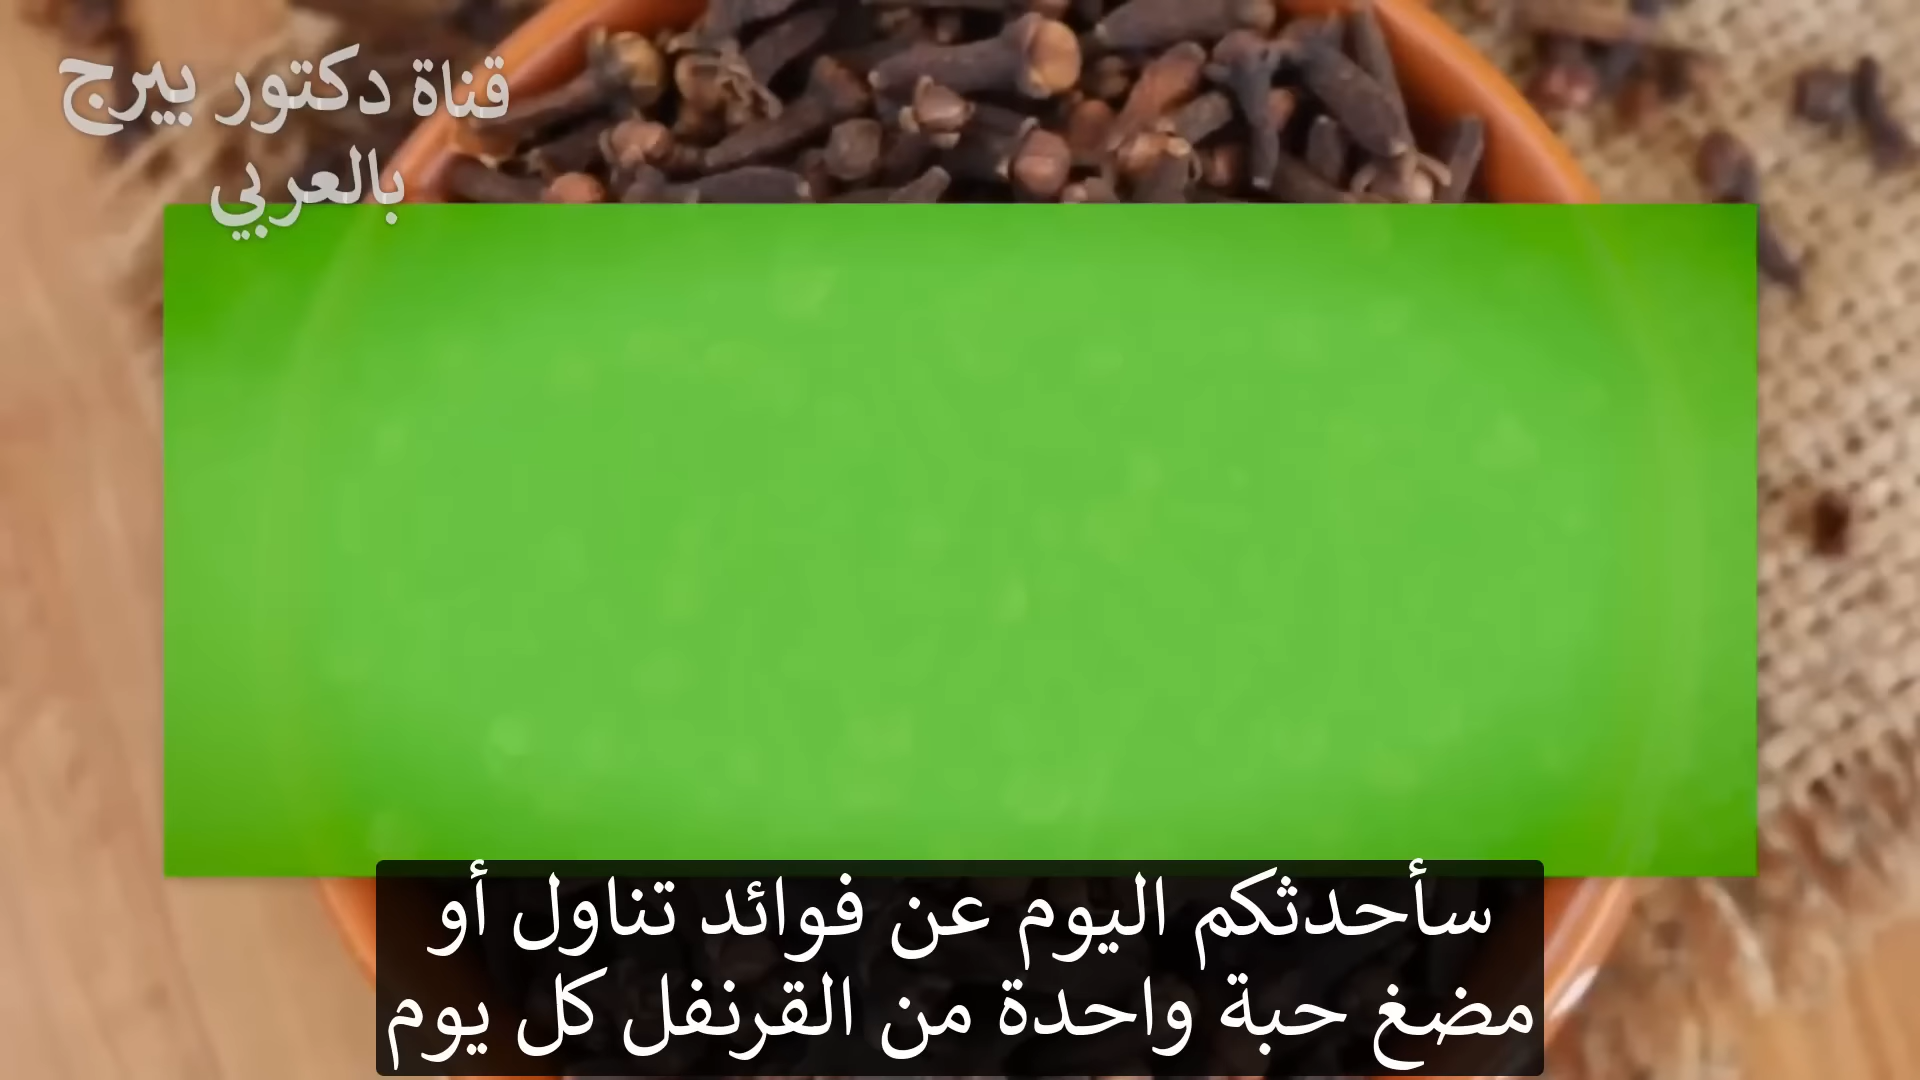 قناة دكتور بيرج
بالعربي
سأحدثكم اليوم عن فوائد تناول أو
مضغ حبة واحدة من القرنفل كل يوم